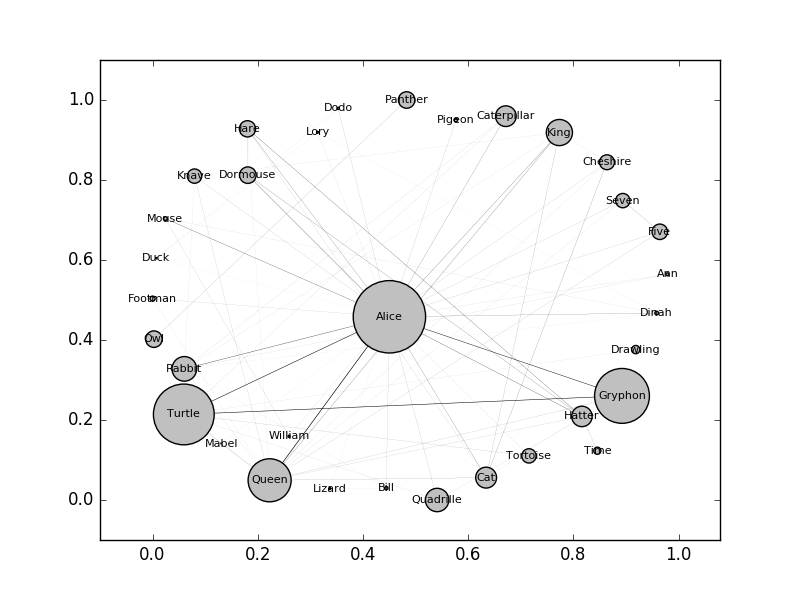 1.0
0.8
0.6
0.4
0.2
0.0
0.0
0.2
0.4
0.6
0.8
1.0
Panther
Dodo
Caterpillar
Pigeon
Hare
Lory
King
Cheshire
Knave
Dormouse
Seven
Mouse
Five
Duck
Ann
Footman
Dinah
Alice
Owl
Drawling
Rabbit
Gryphon
Turtle
Hatter
William
Mabel
Time
Tortoise
Queen
Cat
Lizard
Bill
Quadrille